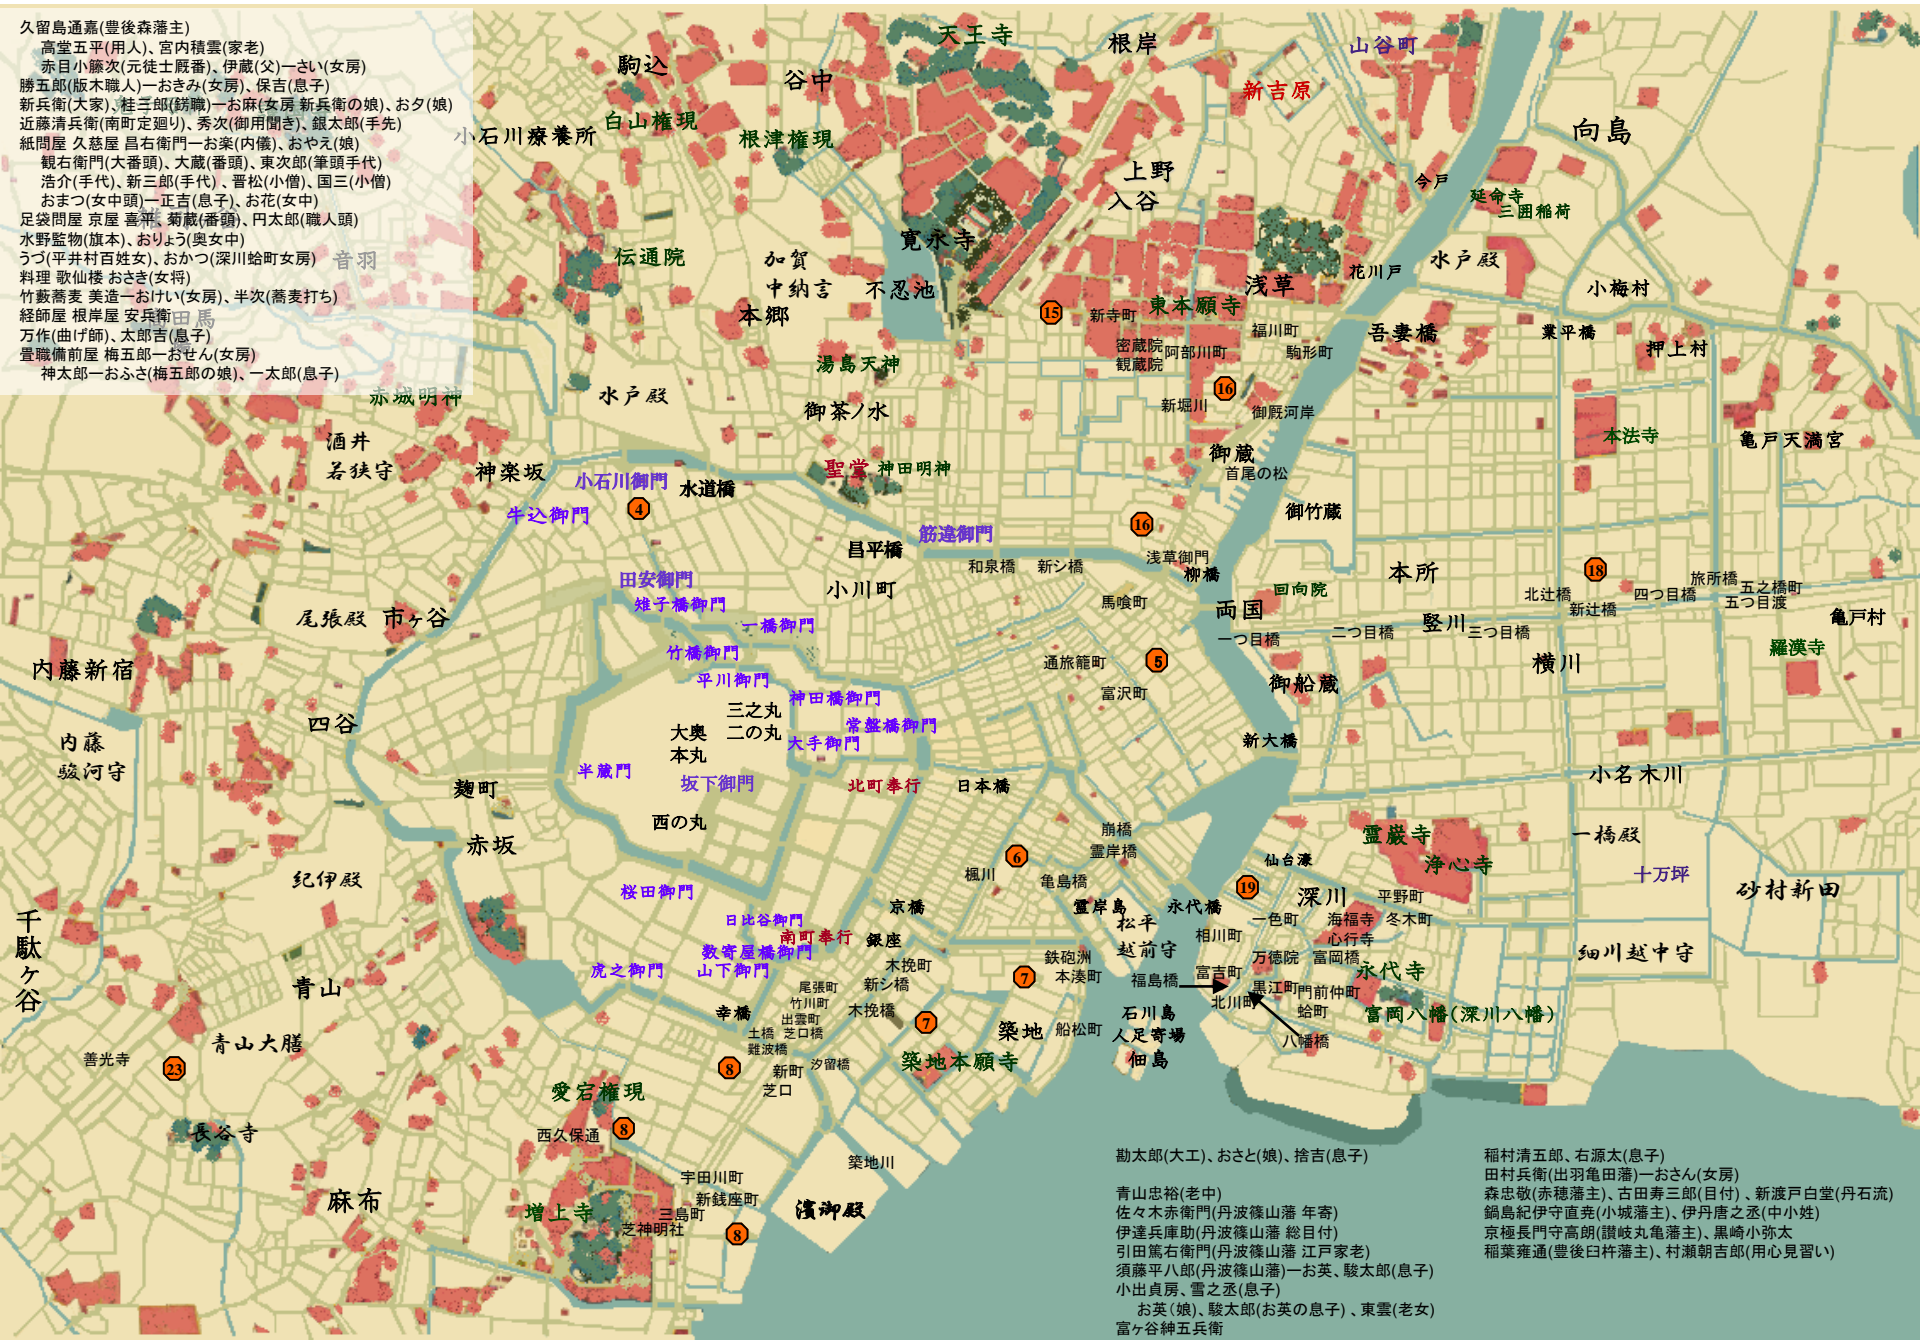 久留島通嘉(豊後森藩主)
高堂五平(用人)、宮内積雲(家老)
赤目小籐次(元徒士厩番)、伊蔵(父)ーさい(女房)
勝五郎(版木職人)ーおきみ(女房)、保吉(息子)
新兵衛(大家)、桂三郎(錺職)ーお麻(女房 新兵衛の娘)、お夕(娘)
近藤清兵衛(南町定廻り)、秀次(御用聞き)、銀太郎(手先)
紙問屋 久慈屋 昌右衛門ーお楽(内儀)、おやえ(娘)
観右衛門(大番頭)、大蔵(番頭)、東次郎(筆頭手代)
浩介(手代)、新三郎(手代)、晋松(小僧)、国三(小僧)
おまつ(女中頭)ー正吉(息子)、お花(女中)
足袋問屋 京屋 喜平、菊蔵(番頭)、円太郎(職人頭)
水野監物(旗本)、おりょう(奥女中)
うづ(平井村百姓女)、おかつ(深川蛤町女房)
料理 歌仙楼 おさき(女将)
竹藪蕎麦 美造ーおけい(女房)、半次(蕎麦打ち)
経師屋 根岸屋 安兵衛
万作(曲げ師)、太郎吉(息子)
畳職備前屋 梅五郎ーおせん(女房)
神太郎ーおふさ(梅五郎の娘)、一太郎(息子)
音羽
赤城明神
駒込
白山権現
小石川療養所
谷中
根津権現
天王寺
根岸
新吉原
山谷町
向島
上野
入谷
今戸
延命寺
三囲稲荷
伝通院
加賀
中納言
本郷
寛永寺
不忍池
浅草
花川戸
水戸殿
小梅村
15
新寺町
東本願寺
福川町
密蔵院
観蔵院
阿部川町
駒形町
吾妻橋
業平橋
押上村
湯島天神
水戸殿
御茶ノ水
16
新堀川
御厩河岸
本法寺
亀戸天満宮
酒井
若狭守
神楽坂
小石川御門
4
水道橋
聖堂
神田明神
御蔵
首尾の松
牛込御門
昌平橋
筋違御門
16
御竹蔵
和泉橋
新シ橋
浅草御門
柳橋
本所
18
田安御門
雉子橋御門
小川町
馬喰町
両国
回向院
北辻橋
新辻橋
四つ目橋
旅所橋
五之橋町
五つ目渡
亀戸村
尾張殿
市ヶ谷
一橋御門
一つ目橋
二つ目橋
竪川
三つ目橋
羅漢寺
内藤新宿
竹橋御門
平川御門
神田橋御門
通旅籠町
5
富沢町
御船蔵
横川
四谷
三之丸
二の丸
大奥
本丸
常盤橋御門
大手御門
新大橋
内藤
駿河守
半蔵門
坂下御門
北町奉行
日本橋
小名木川
麹町
西の丸
崩橋
霊岸橋
赤坂
6
楓川
亀島橋
仙台濠
霊巌寺
浄心寺
一橋殿
十万坪
砂村新田
紀伊殿
桜田御門
日比谷御門
南町奉行
京橋
銀座
霊岸島
永代橋
19
深川
平野町
一色町
海福寺
心行寺
冬木町
千駄ヶ谷
数寄屋橋御門
虎之御門
山下御門
木挽町
新シ橋
松平
越前守
相川町
万徳院
富岡橋
細川越中守
青山
鉄砲洲
本湊町
7
福島橋
富吉町
黒江町
北川町
門前仲町
蛤町
永代寺
富岡八幡(深川八幡)
尾張町
竹川町
出雲町
木挽橋
7
幸橋
土橋
芝口橋
難波橋
築地
船松町
石川島
人足寄場
佃島
八幡橋
青山大膳
善光寺
23
8
新町
芝口
汐留橋
築地本願寺
愛宕権現
8
西久保通
長谷寺
麻布
増上寺
芝神明社
宇田川町
新銭座町
三島町
8
築地川
濱御殿
勘太郎(大工)、おさと(娘)、捨吉(息子)
青山忠裕(老中)
佐々木赤衛門(丹波篠山藩 年寄)
伊達兵庫助(丹波篠山藩 総目付)
引田篤右衛門(丹波篠山藩 江戸家老)
須藤平八郎(丹波篠山藩)ーお英、駿太郎(息子)
小出貞房、雪之丞(息子)
お英(娘)、駿太郎(お英の息子)、東雲(老女)
富ヶ谷紳五兵衛
稲村清五郎、右源太(息子)
田村兵衛(出羽亀田藩)ーおさん(女房)
森忠敬(赤穂藩主)、古田寿三郎(目付)、新渡戸白堂(丹石流)
鍋島紀伊守直尭(小城藩主)、伊丹唐之丞(中小姓)
京極長門守高朗(讃岐丸亀藩主)、黒崎小弥太
稲葉雍通(豊後臼杵藩主)、村瀬朝吉郎(用心見習い)